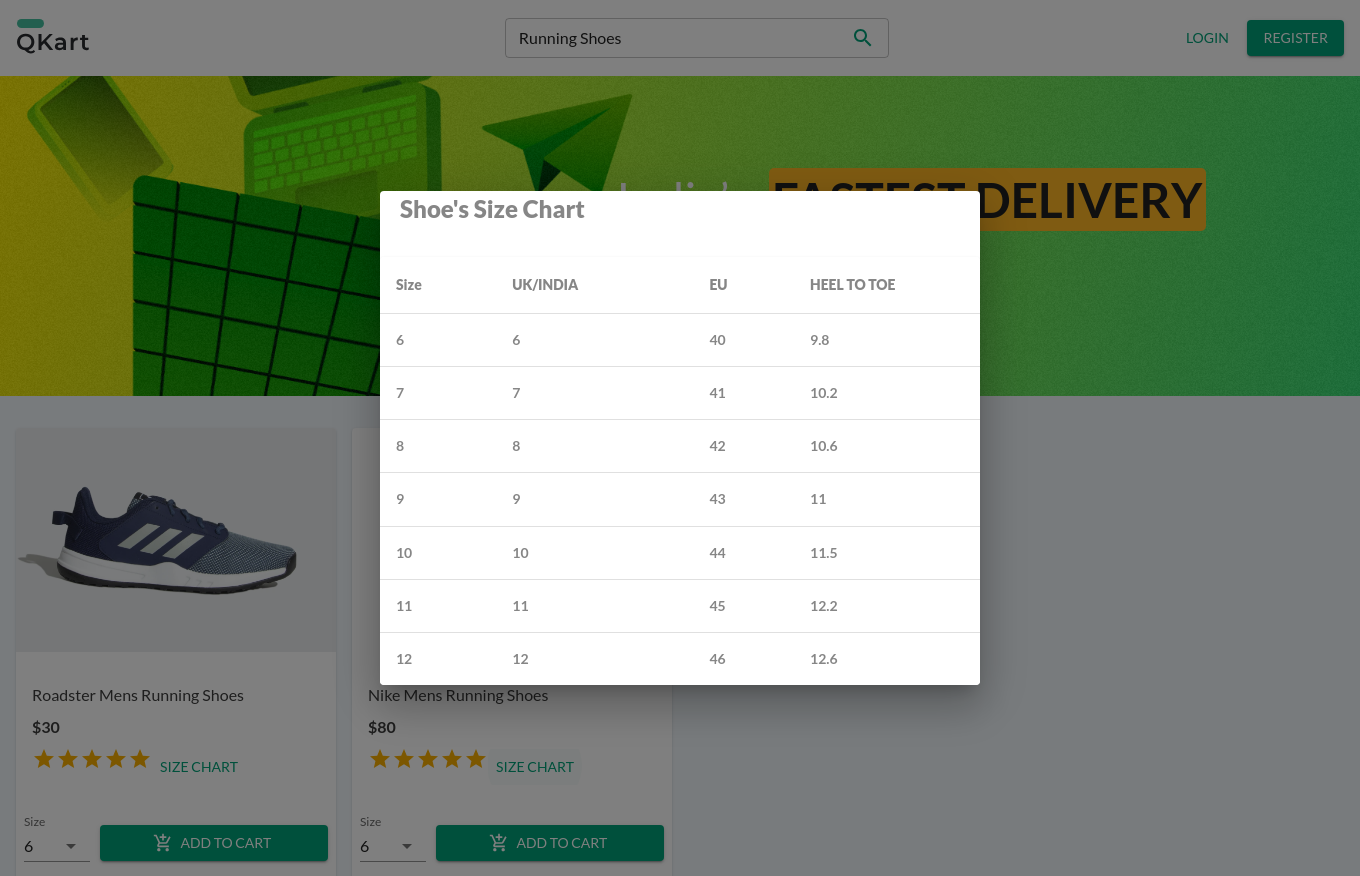 QKart
Running Shoes
LOGIN
REGISTER
FASTEST DELIVERY
Shoe's Size Chart
Size UK/INDIA EU HEEL TO TOE
6 6 40 9.8
7 7 41 10.2
8 8 42 10.6
9 9 43 11
10 10 44 11.5
11 11 45 12.2
12 12 46 12.6
Roadster Mens Running Shoes
$30
SIZE CHART
Size
6
ADD TO CART
Nike Mens Running Shoes
$80
SIZE CHART
Size
6
ADD TO CART